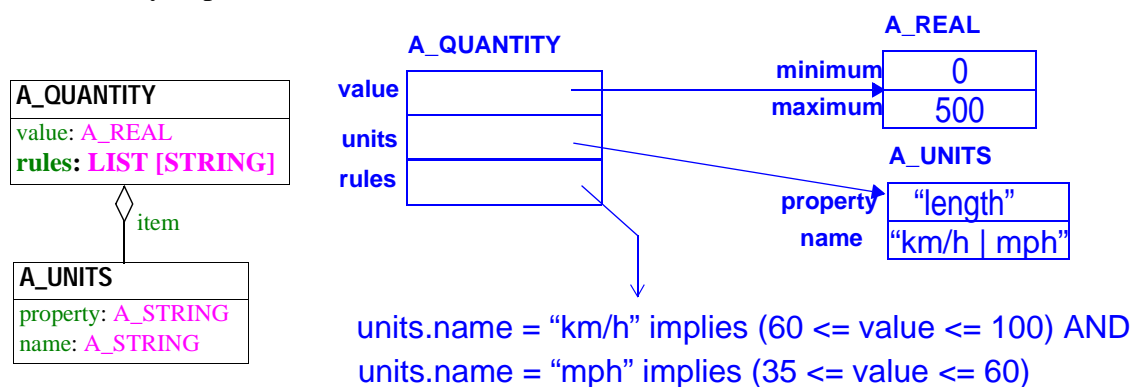 A_QUANTITY
value: A_REAL
rules: LIST [STRING]
item
A_UNITS
property: A_STRING
name: A_STRING
A_QUANTITY
value
units
rules
A_REAL
minimum 0
maximum 500
A_UNITS
property “length”
name “km/h | mph”
units.name = “km/h” implies (60 <= value <= 100) AND
units.name = “mph” implies (35 <= value <= 60)